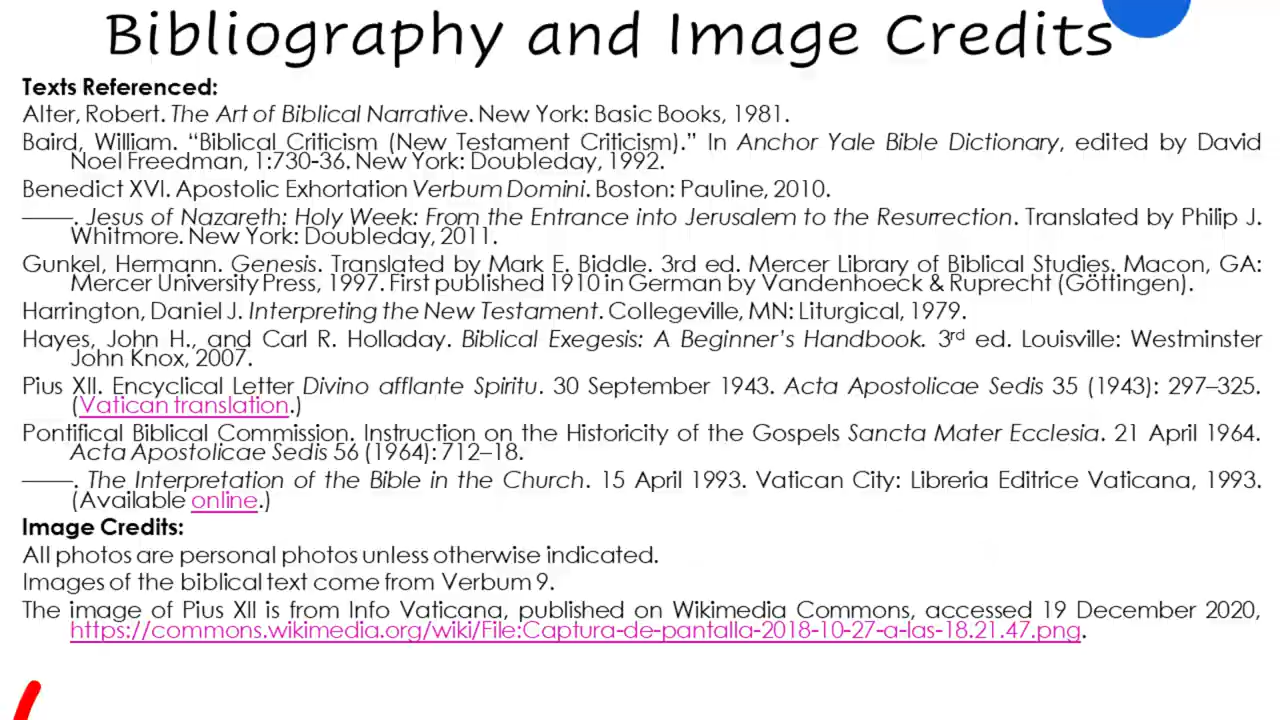 Bibliography and Image Credits
Texts Referenced:
Alter, Robert. The Art of Biblical Narrative. New York: Basic Books, 1981.
Baird, William. “Biblical Criticism (New Testament Criticism).” In Anchor Yale Bible Dictionary, edited by David
Noel Freedman, 1:730-36. New York: Doubleday, 1992.
Benedict XVI. Apostolic Exhortation Verbum Domini. Boston: Pauline, 2010.
——. Jesus of Nazareth: Holy Week: From the Entrance into Jerusalem to the Resurrection. Translated by Philip J.
Whitmore. New York: Doubleday, 2011.
Gunkel, Hermann. Genesis. Translated by Mark E. Biddle. 3rd ed. Mercer Library of Biblical Studies. Macon, GA:
Mercer University Press, 1997. First published 1910 in German by Vandenhoeck & Ruprecht (Göttingen).
Harrington, Daniel J. Interpreting the New Testament. Collegeville, MN: Liturgical, 1979.
Hayes, John H., and Carl R. Holladay. Biblical Exegesis: A Beginner’s Handbook. 3rd ed. Louisville: Westminster
John Knox, 2007.
Pius XII. Encyclical Letter Divino afflante Spiritu. 30 September 1943. Acta Apostolicae Sedis 35 (1943): 297–325.
(Vatican translation.)
Pontifical Biblical Commission. Instruction on the Historicity of the Gospels Sancta Mater Ecclesia. 21 April 1964.
Acta Apostolicae Sedis 56 (1964): 712–18.
——. The Interpretation of the Bible in the Church. 15 April 1993. Vatican City: Libreria Editrice Vaticana, 1993.
(Available online.)
Image Credits:
All photos are personal photos unless otherwise indicated.
Images of the biblical text come from Verbum 9.
The image of Pius XII is from Info Vaticana, published on Wikimedia Commons, accessed 19 December 2020,
https://commons.wikimedia.org/wiki/File:Captura-de-pantalla-2018-10-27-a-las-18.21.47.png.